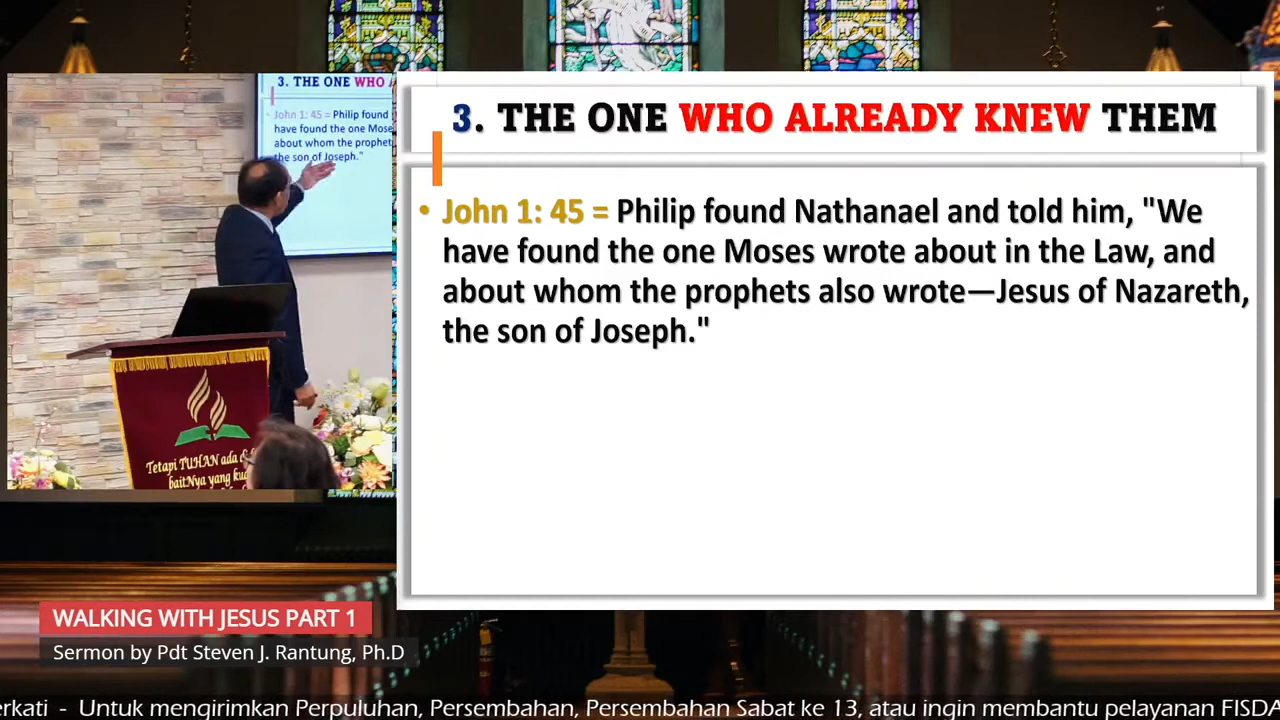 3. THE ONE WHO A
John 1: 45 = Philip found
have found the one Mose
about whom the prophet
the son of Joseph."
3. THE ONE WHO ALREADY KNEW THEM
• John 1: 45 = Philip found Nathanael and told him, "We
have found the one Moses wrote about in the Law, and
about whom the prophets also wrote—Jesus of Nazareth,
the son of Joseph."
Tetapi TUHAN ada di
baitNya yang kud
WALKING WITH JESUS PART 1
Sermon by Pdt Steven J. Rantung, Ph.D
erkati - Untuk mengirimkan Perpuluhan, Persembahan, Persembahan Sabat ke 13, atau ingin membantu pelayanan FISDA